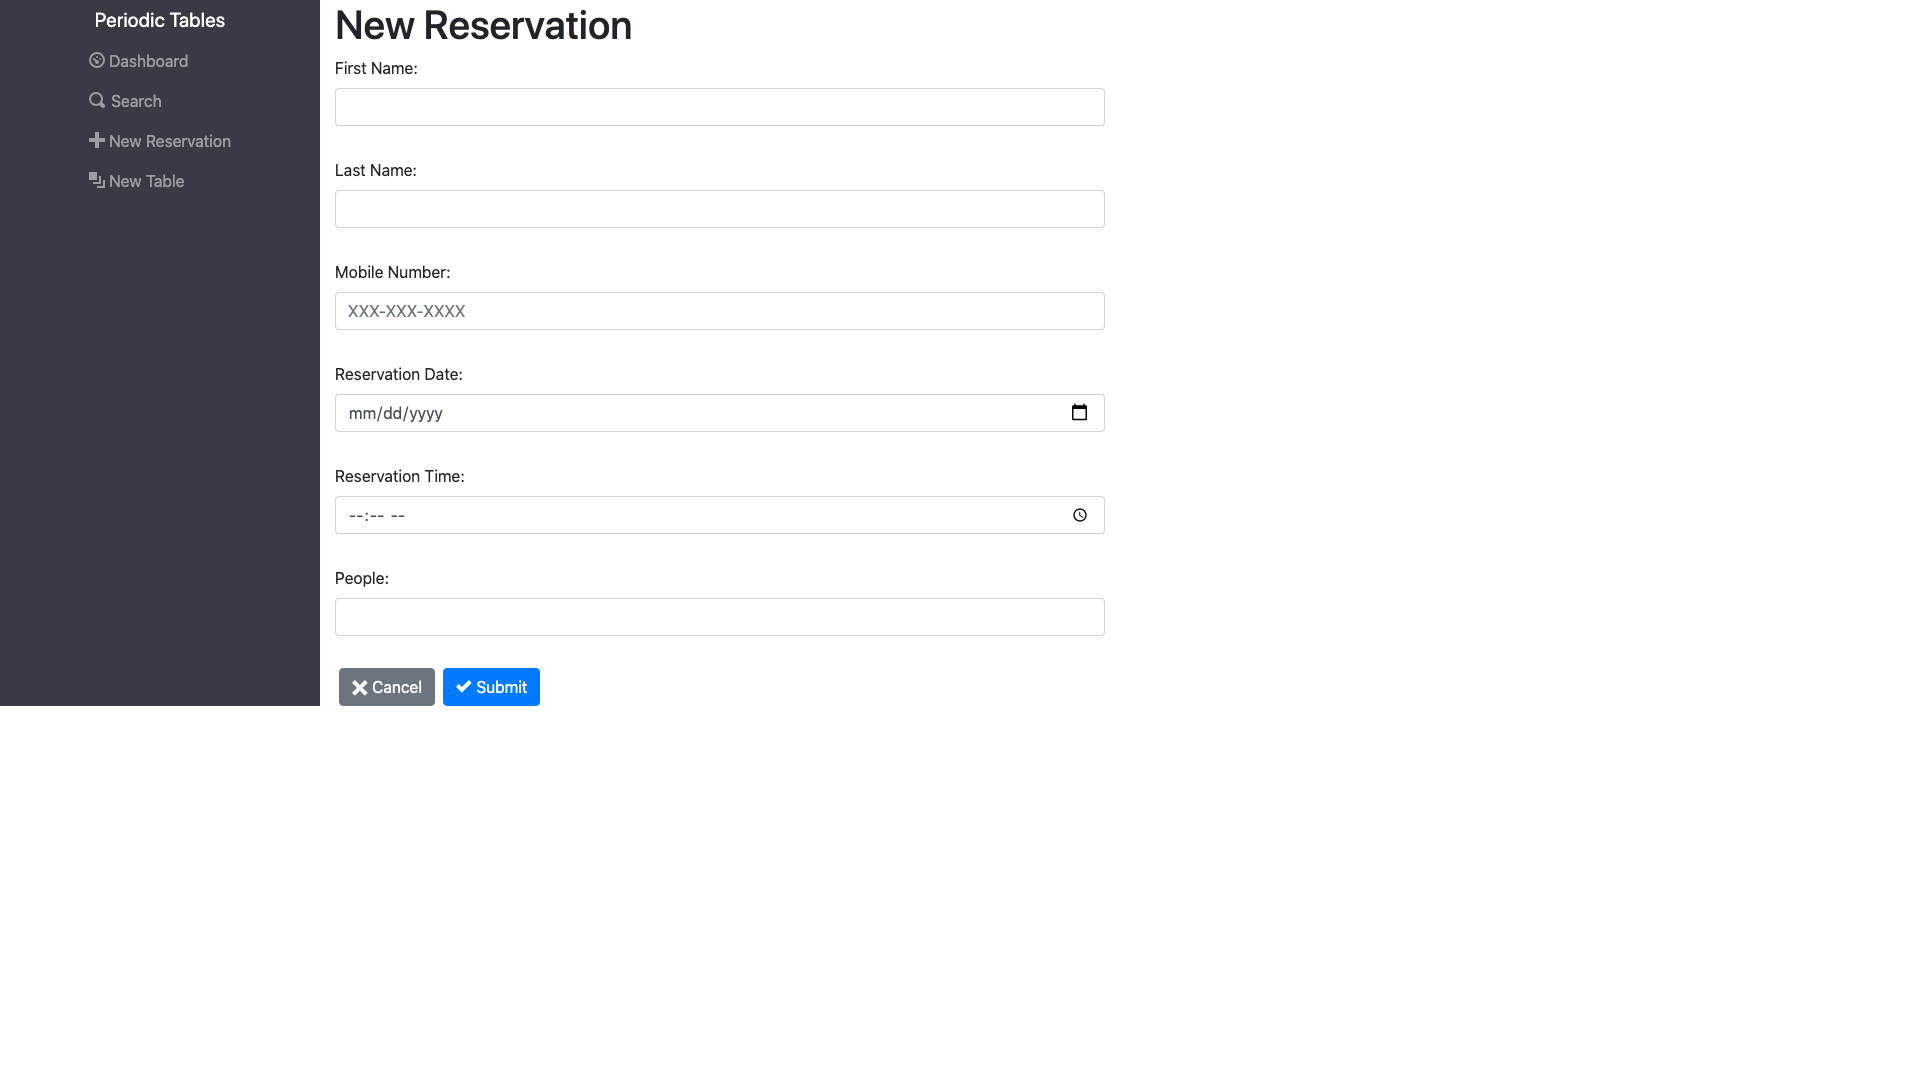 Periodic Tables
Dashboard
Search
New Reservation
New Table
New Reservation
First Name:
Last Name:
Mobile Number:
XXX-XXX-XXXX
Reservation Date:
mm/dd/yyyy
Reservation Time:
--:-- --
People:
Cancel
Submit